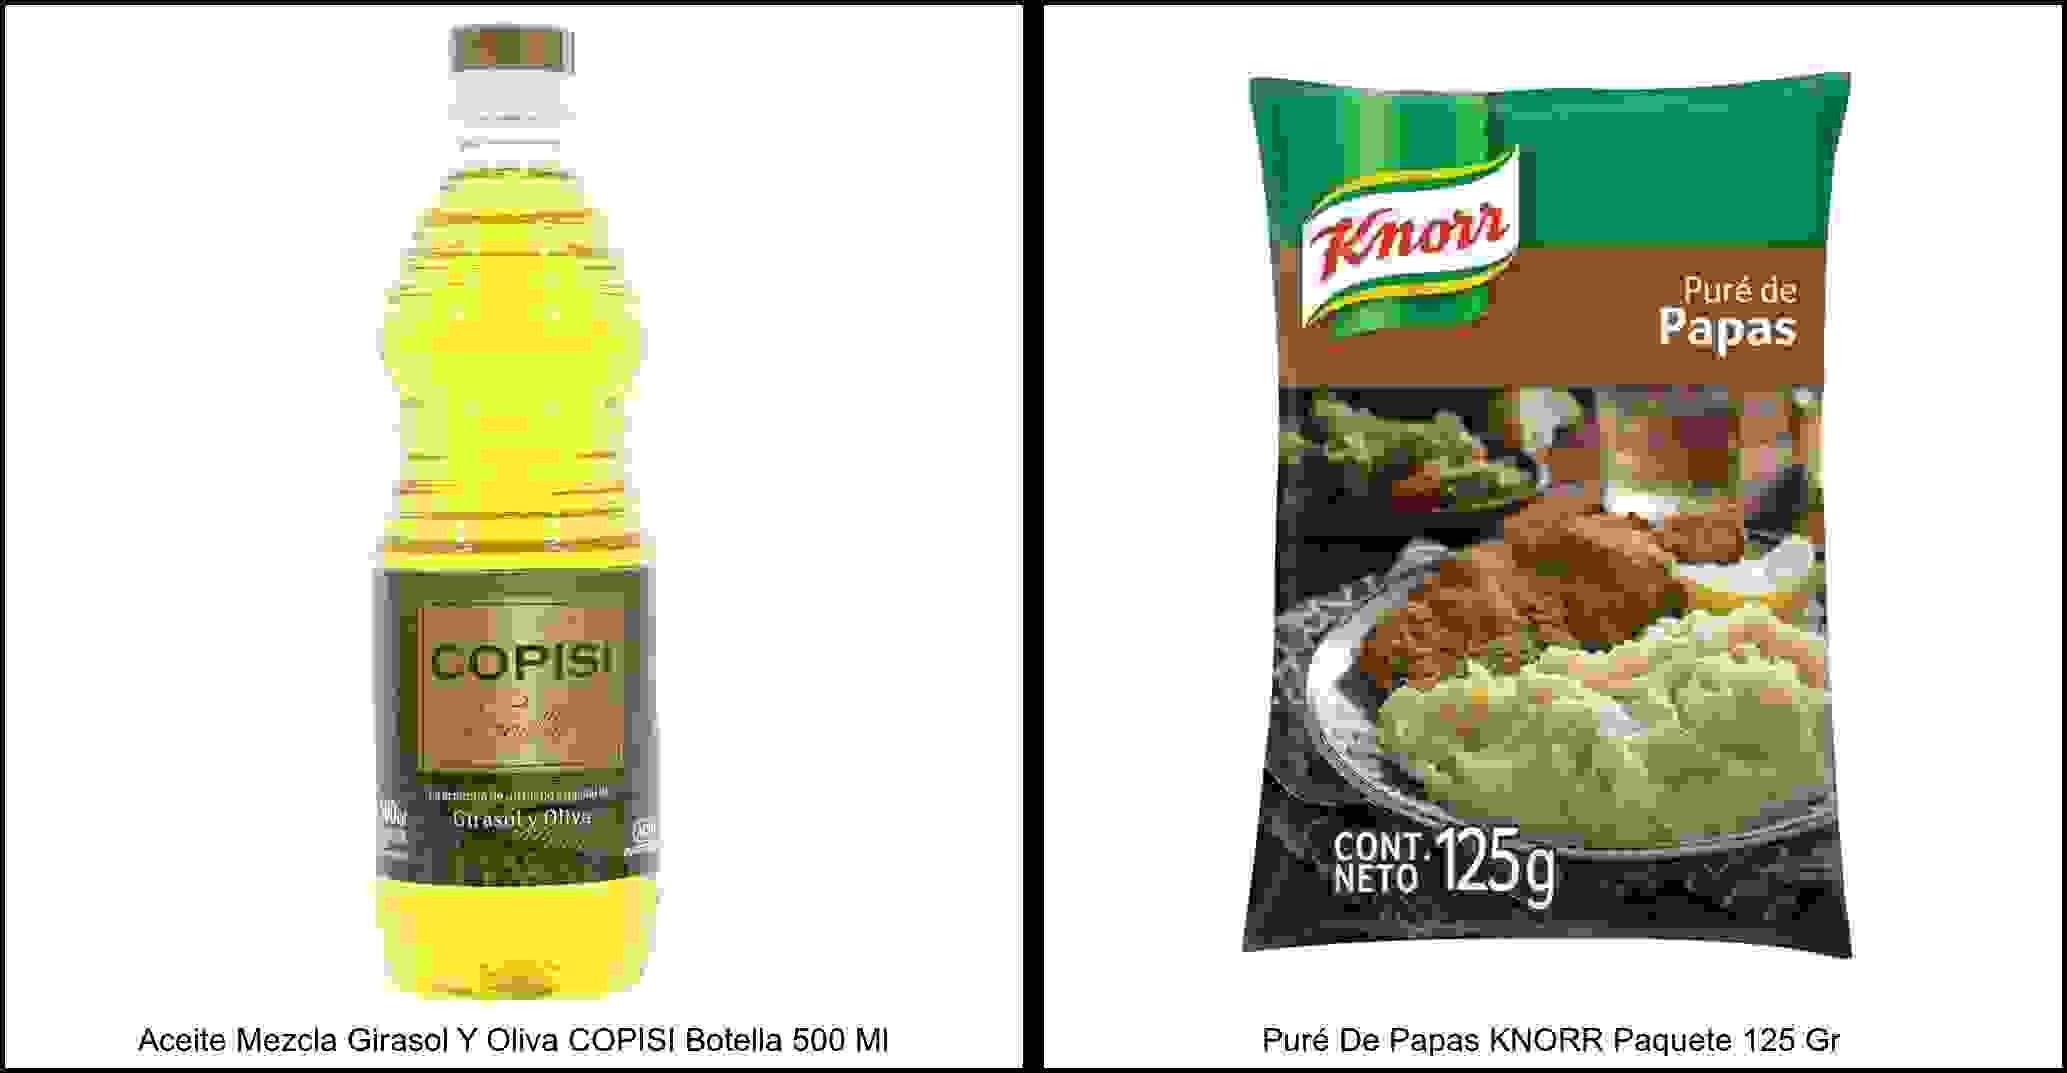 COPISI
Girasol y Oliva
Aceite Mezcla Girasol Y Oliva COPISI Botella 500 Ml
Knorr
Puré de
Papas
CONT.
NETO 125g
Puré De Papas KNORR Paquete 125 Gr